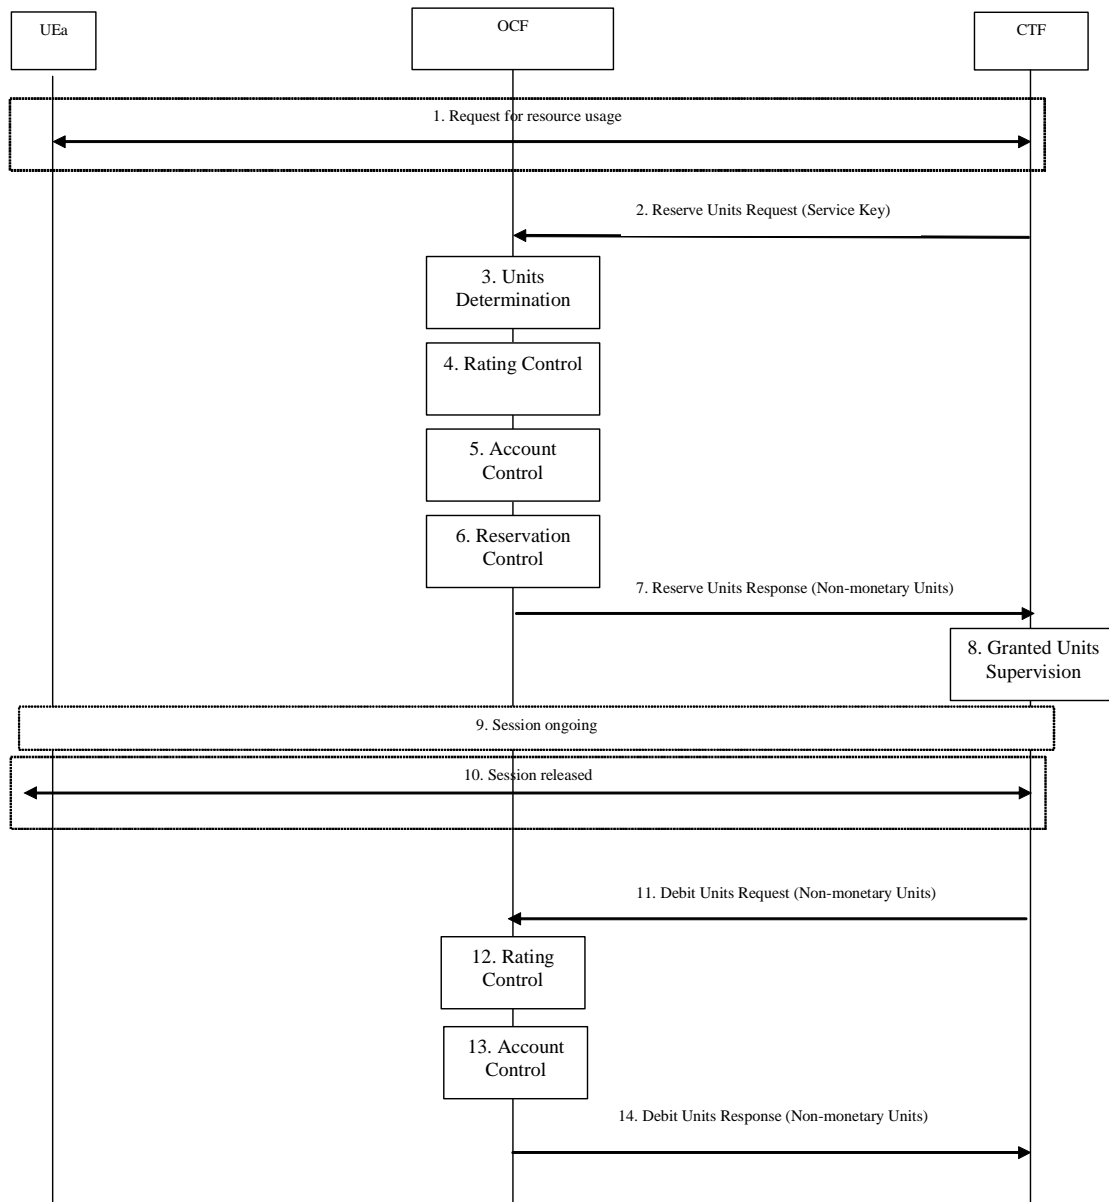 UEa
OCF
CTF
1. Request for resource usage
2. Reserve Units Request (Service Key)
3. Units
Determination
4. Rating Control
5. Account
Control
6. Reservation
Control
7. Reserve Units Response (Non-monetary Units)
8. Granted Units
Supervision
9. Session ongoing
10. Session released
11. Debit Units Request (Non-monetary Units)
12. Rating
Control
13. Account
Control
14. Debit Units Response (Non-monetary Units)